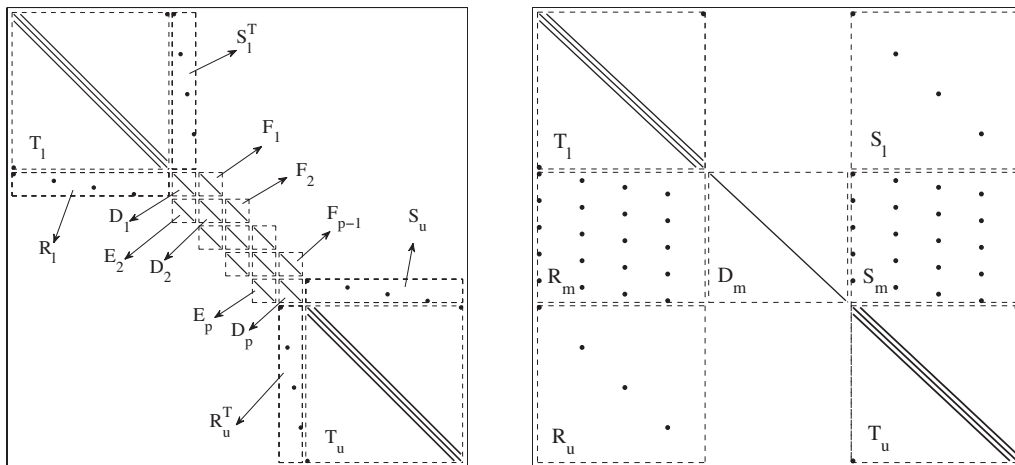 S_l^T
F_1
T_l
F_2
D_1
F_{p-1}
S_u
R_l
E_2
D_2
E_p
D_p
R_u^T
T_u
T_l
S_l
R_m
D_m
S_m
R_u
T_u